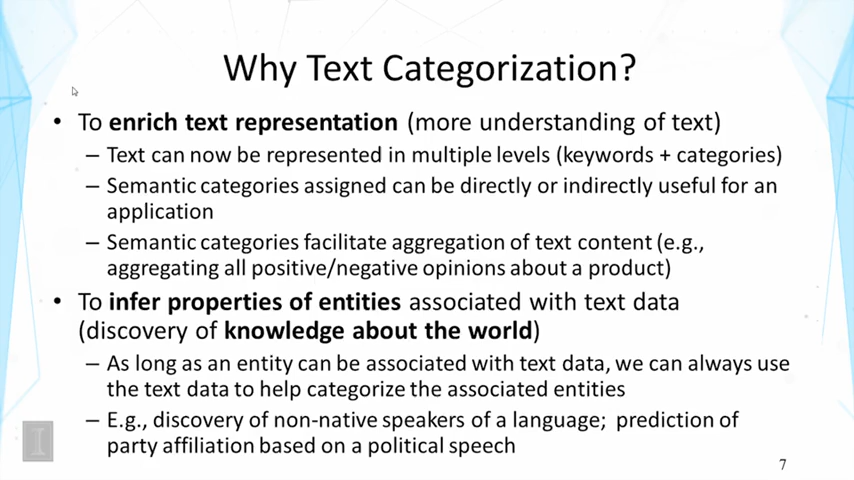 Why Text Categorization?
• To enrich text representation (more understanding of text)
– Text can now be represented in multiple levels (keywords + categories)
– Semantic categories assigned can be directly or indirectly useful for an
application
– Semantic categories facilitate aggregation of text content (e.g.,
aggregating all positive/negative opinions about a product)
• To infer properties of entities associated with text data
(discovery of knowledge about the world)
– As long as an entity can be associated with text data, we can always use
the text data to help categorize the associated entities
– E.g., discovery of non-native speakers of a language;  prediction of
party affiliation based on a political speech
I
7